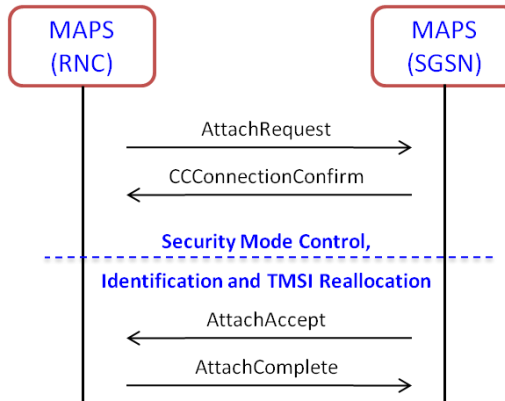 MAPS
(RNC)
MAPS
(SGSN)
AttachRequest
CCConnectionConfirm
Security Mode Control,
Identification and TMSI Reallocation
AttachAccept
AttachComplete